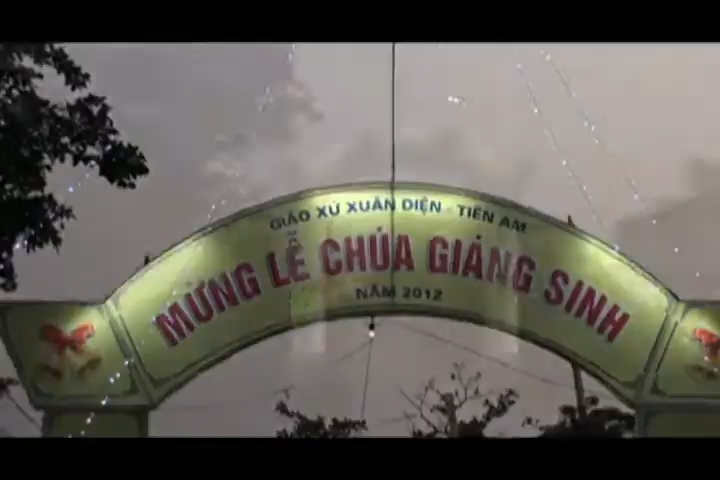 GIÁO XỨ XUÂN DIỆN - TIÊN AM
MỪNG LỄ CHÚA GIÁNG SINH
NĂM 2012